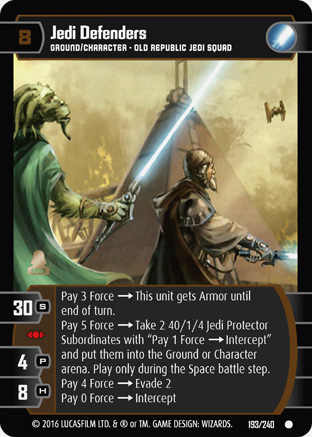 8
Jedi Defenders
GROUND/CHARACTER - OLD REPUBLIC JEDI SQUAD
30 S
4 P
8 H
Pay 3 Force → This unit gets Armor until
end of turn.
Pay 5 Force → Take 2 40/1/4 Jedi Protector
Subordinates with “Pay 1 Force → Intercept”
and put them into the Ground or Character
arena. Play only during the Space battle step.
Pay 4 Force → Evade 2
Pay 0 Force → Intercept
© 2016 LUCASFILM LTD. & ® or TM. GAME DESIGN: WIZARDS.
193/240